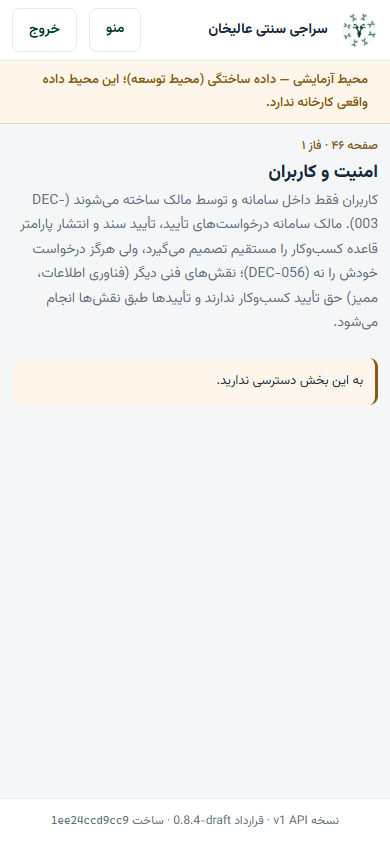 سراجی سنتی عالیخان
منو
خروج
محیط آزمایشی — داده ساختگی (محیط توسعه)؛ این محیط داده
واقعی کارخانه ندارد.
صفحه ۴۶ · فاز ۱
امنیت و کاربران
کاربران فقط داخل سامانه و توسط مالک ساخته می‌شوند (DEC-
003). مالک سامانه درخواست‌های تأیید، تأیید سند و انتشار پارامتر
قاعده کسب‌وکار را مستقیم تصمیم می‌گیرد، ولی هرگز درخواست
خودش را نه (DEC-056)؛ نقش‌های فنی دیگر (فناوری اطلاعات،
ممیز) حق تأیید کسب‌وکار ندارند و تأییدها طبق نقش‌ها انجام
می‌شود.
به این بخش دسترسی ندارید.
نسخه v1 API · قرارداد 0.8.4-draft · ساخت 1ee24ccd9cc9